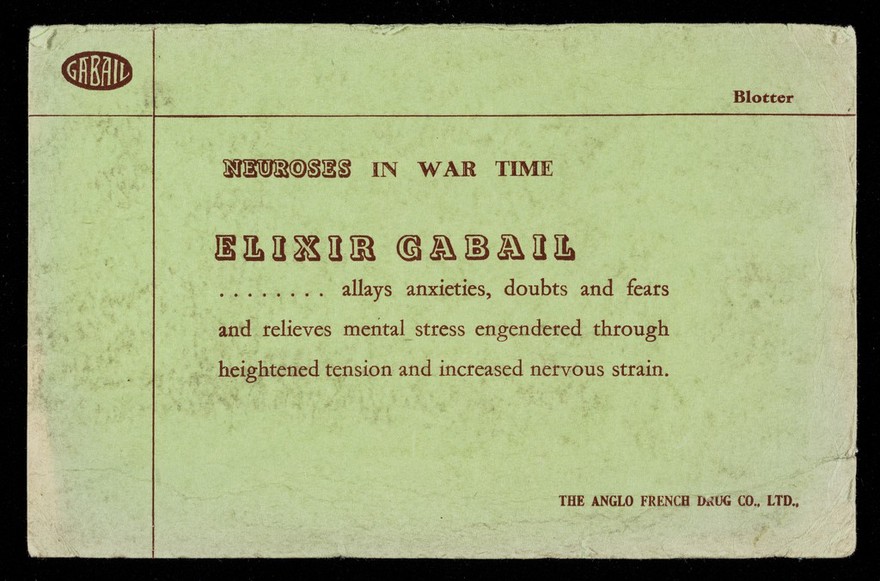 GABAIL
Blotter
NEUROSES IN WAR TIME
ELIXIR GABAIL
........ allays anxieties, doubts and fears
and relieves mental stress engendered through
heightened tension and increased nervous strain.
THE ANGLO FRENCH DRUG CO., LTD.,